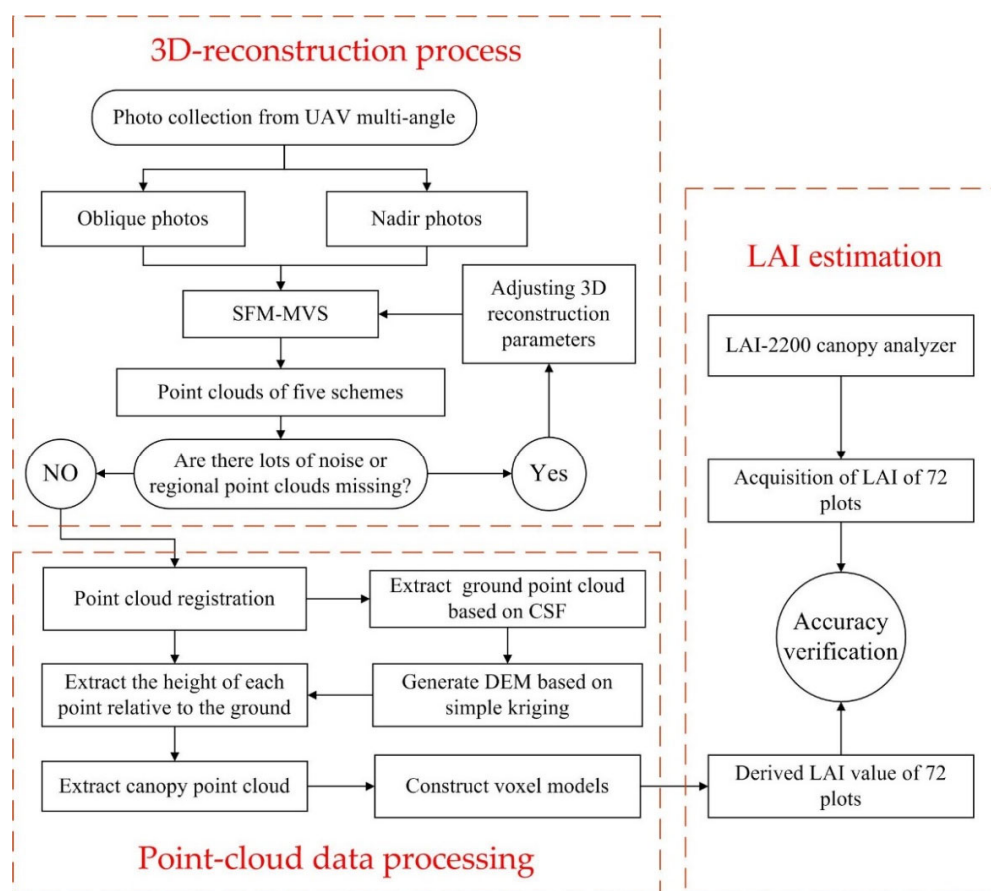 3D-reconstruction process
Photo collection from UAV multi-angle
Oblique photos
Nadir photos
SFM-MVS
Adjusting 3D
reconstruction
parameters
Point clouds of five schemes
Are there lots of noise or
regional point clouds missing?
NO
Yes
Point cloud registration
Extract ground point cloud
based on CSF
Extract the height of each
point relative to the ground
Generate DEM based on
simple kriging
Extract canopy point cloud
Construct voxel models
Point-cloud data processing
LAI estimation
LAI-2200 canopy analyzer
Acquisition of LAI of 72
plots
Accuracy
verification
Derived LAI value of 72
plots